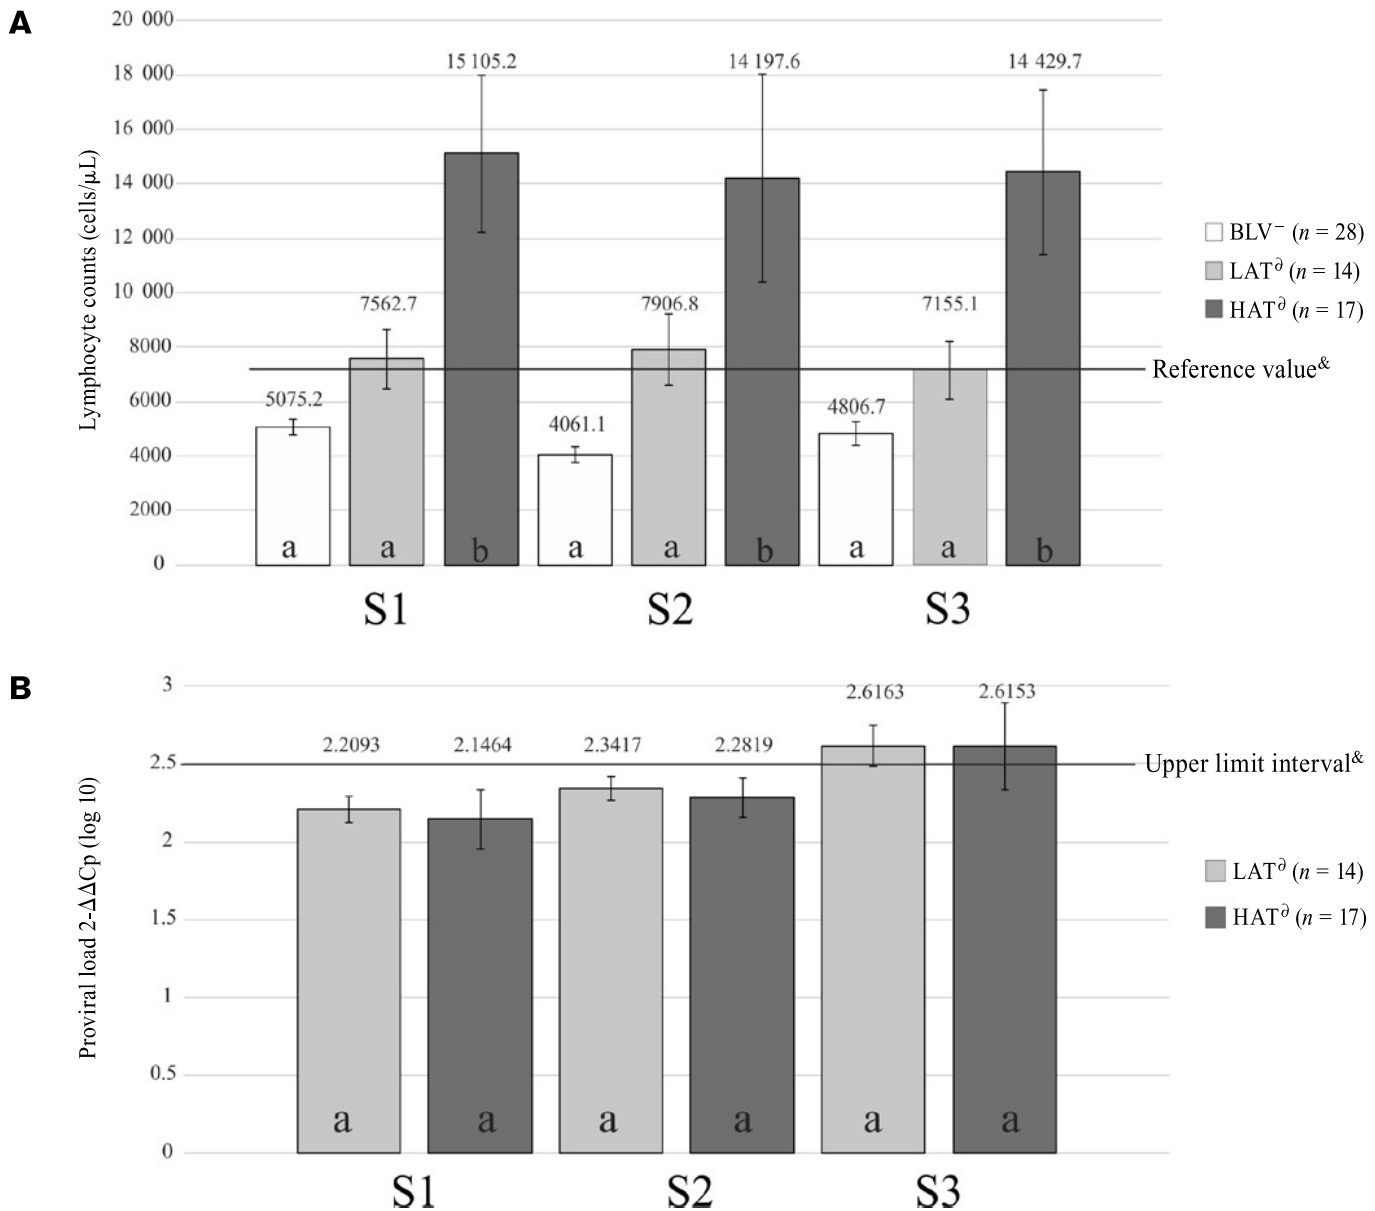 A
Lymphocyte counts (cells/µL)
20 000
18 000
16 000
14 000
12 000
10 000
8000
6000
4000
2000
0
5075.2
7562.7
15 105.2
4061.1
7906.8
14 197.6
4806.7
7155.1
14 429.7
a
a
b
a
a
b
a
a
b
S1
S2
S3
Reference value&
BLV⁻ (n = 28)
LAT∂ (n = 14)
HAT∂ (n = 17)
B
Proviral load 2-ΔΔCp (log 10)
3
2.5
2
1.5
1
0.5
0
2.2093
2.1464
2.3417
2.2819
2.6163
2.6153
a
a
a
a
a
a
S1
S2
S3
Upper limit interval&
LAT∂ (n = 14)
HAT∂ (n = 17)